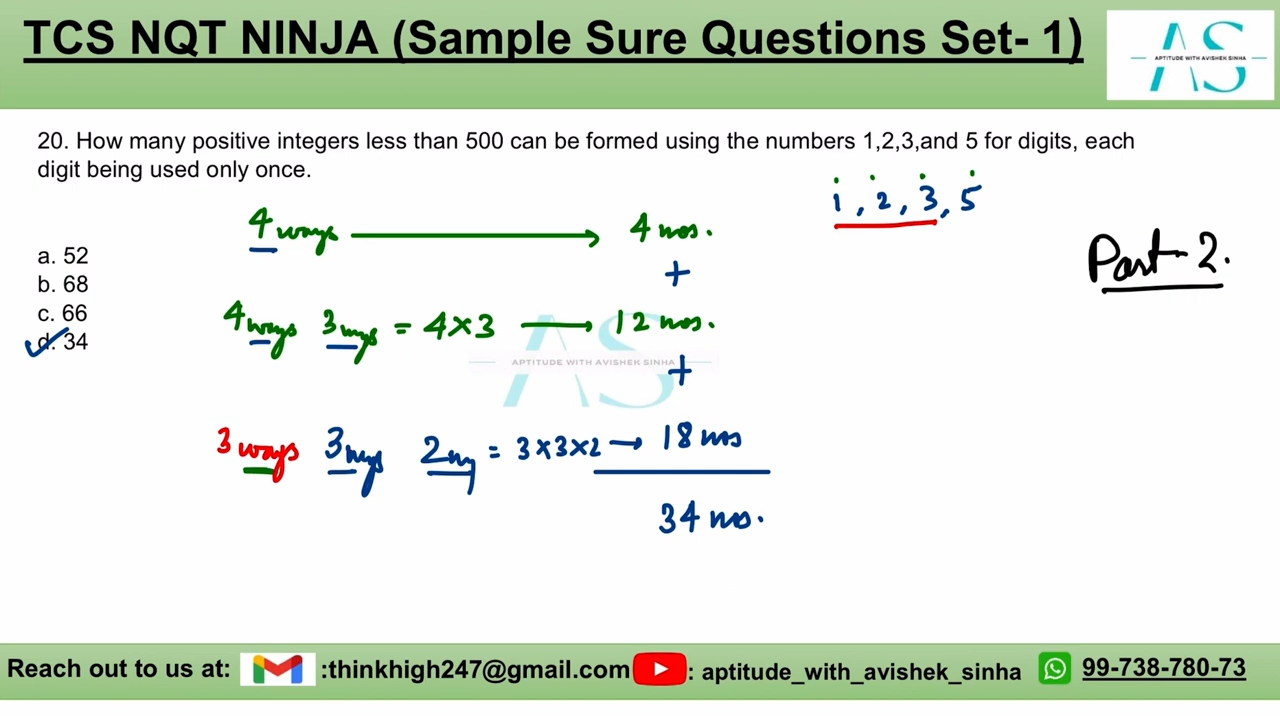 TCS NQT NINJA (Sample Sure Questions Set- 1)
AS
APTITUDE WITH AVISHEK SINHA
20. How many positive integers less than 500 can be formed using the numbers 1,2,3,and 5 for digits, each
digit being used only once.
1, 2, 3, 5
4 ways → 4 nos.
+
Part-2.
a. 52
b. 68
c. 66
d. 34
4 ways 3 ways = 4×3 → 12 nos.
APTITUDE WITH AVISHEK SINHA
+
3 ways 3 ways 2 ways = 3×3×2 → 18 nos
34 nos.
Reach out to us at: :thinkhigh247@gmail.com : aptitude_with_avishek_sinha 99-738-780-73